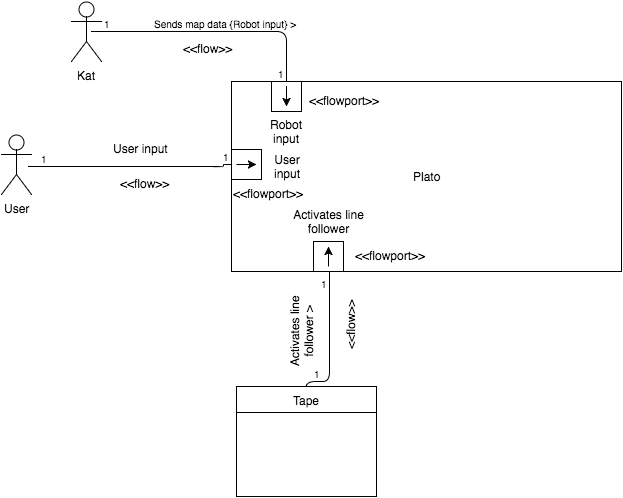 1
Sends map data {Robot input} >
<<flow>>
Kat
1
<<flowport>>
Robot
input
User input
1
1
User
input
<<flow>>
<<flowport>>
User
Plato
Activates line
follower
<<flowport>>
1
Activates line
follower >
<<flow>>
1
Tape